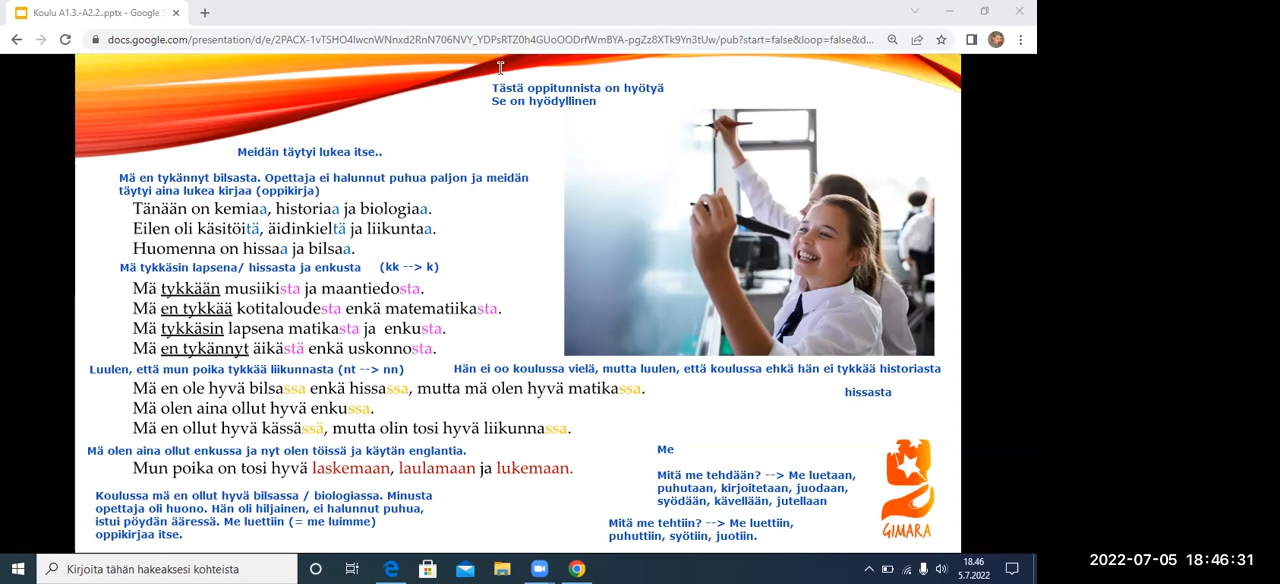 Koulu A1.3.-A2.2..pptx - Google S
docs.google.com/presentation/d/e/2PACX-1vTSHO4lwcnWNnxd2RnN706NVY_YDPsRTZ0h4GUoOODrfWmBYA-pgZz8XTk9Yn3tUw/pub?start=false&loop=false&d...
Tästä oppitunnista on hyötyä
Se on hyödyllinen
Meidän täytyi lukea itse..
Mä en tykännyt bilsasta. Opettaja ei halunnut puhua paljon ja meidän
täytyi aina lukea kirjaa (oppikirja)
Tänään on kemiaa, historiaa ja biologiaa.
Eilen oli käsitöitä, äidinkieltä ja liikuntaa.
Huomenna on hissaa ja bilsaa.
Mä tykkäsin lapsena/ hissasta ja enkusta (kk --> k)
Mä tykkään musiikista ja maantiedosta.
Mä en tykkää kotitaloudesta enkä matematiikasta.
Mä tykkäsin lapsena matikasta ja enkusta.
Mä en tykännyt äikästä enkä uskonnosta.
Luulen, että mun poika tykkää liikunnasta (nt --> nn)
Hän ei oo koulussa vielä, mutta luulen, että koulussa ehkä hän ei tykkää historiasta
hissasta
Mä en ole hyvä bilsassa enkä hissassa, mutta mä olen hyvä matikassa.
Mä olen aina ollut hyvä enkussa.
Mä en ollut hyvä kässässä, mutta olin tosi hyvä liikunnassa.
Mä olen aina ollut enkussa ja nyt olen töissä ja käytän englantia.
Mun poika on tosi hyvä laskemaan, laulamaan ja lukemaan.
Koulussa mä en ollut hyvä bilsassa / biologiassa. Minusta
opettaja oli huono. Hän oli hiljainen, ei halunnut puhua,
istui pöydän ääressä. Me luettiin (= me luimme)
oppikirjaa itse.
Me
Mitä me tehdään? --> Me luetaan,
puhutaan, kirjoitetaan, juodaan,
syödään, kävellään, jutellaan
Mitä me tehtiin? --> Me luettiin,
puhuttiin, syötiin, juotiin.
GIMARA
Kirjoita tähän hakeaksesi kohteista
18.46
5.7.2022
2022-07-05 18:46:31